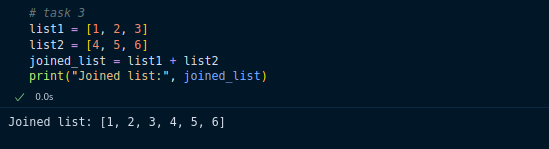 # task 3
list1 = [1, 2, 3]
list2 = [4, 5, 6]
joined_list = list1 + list2
print("Joined list:", joined_list)
0.0s
Joined list: [1, 2, 3, 4, 5, 6]